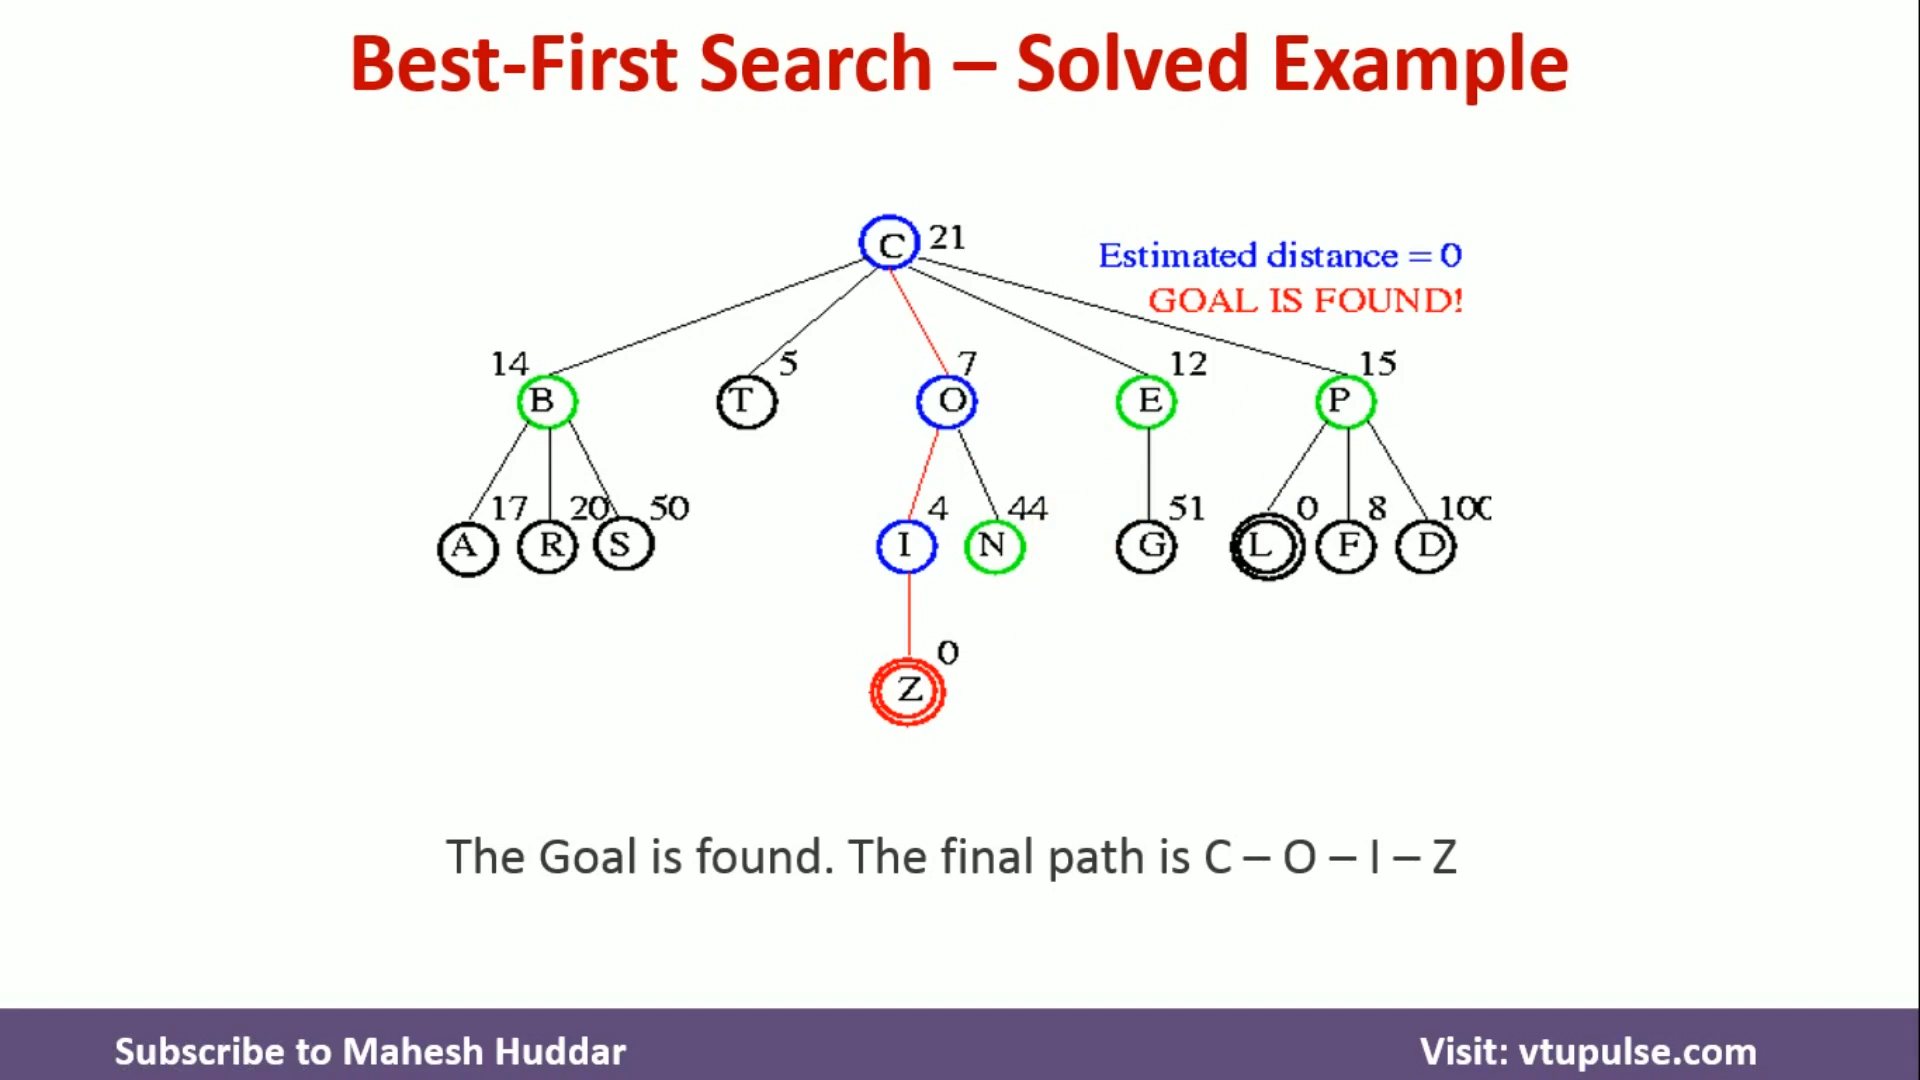 Best-First Search – Solved Example
C 21
Estimated distance = 0
GOAL IS FOUND!
14 5 7 12 15
B T O E P
17 20 50 4 44 51 0 8 100
A R S I N G L F D
0
Z
The Goal is found. The final path is C – O – I – Z
Subscribe to Mahesh Huddar
Visit: vtupulse.com